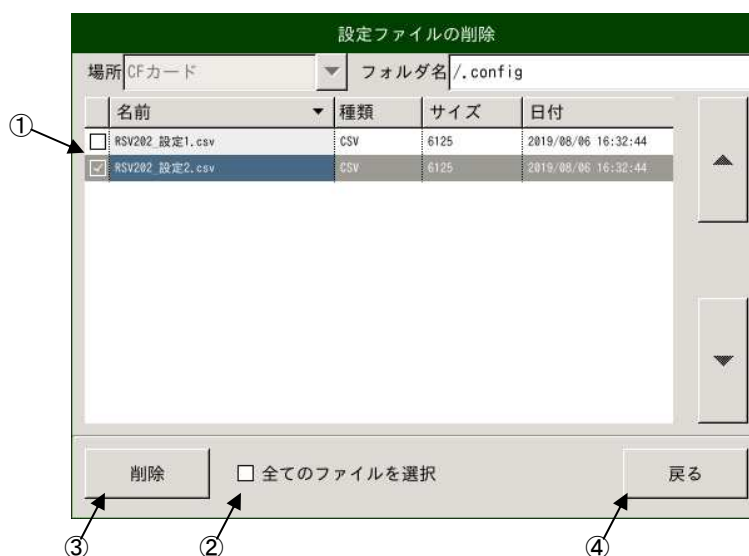 設定ファイルの削除
場所 CFカード フォルダ名 /.config
名前 種類 サイズ 日付
①
RSV202_設定1.csv CSV 6125 2019/08/06 16:32:44
RSV202_設定2.csv CSV 6125 2019/08/06 16:32:44
削除 全てのファイルを選択 戻る
③ ② ④